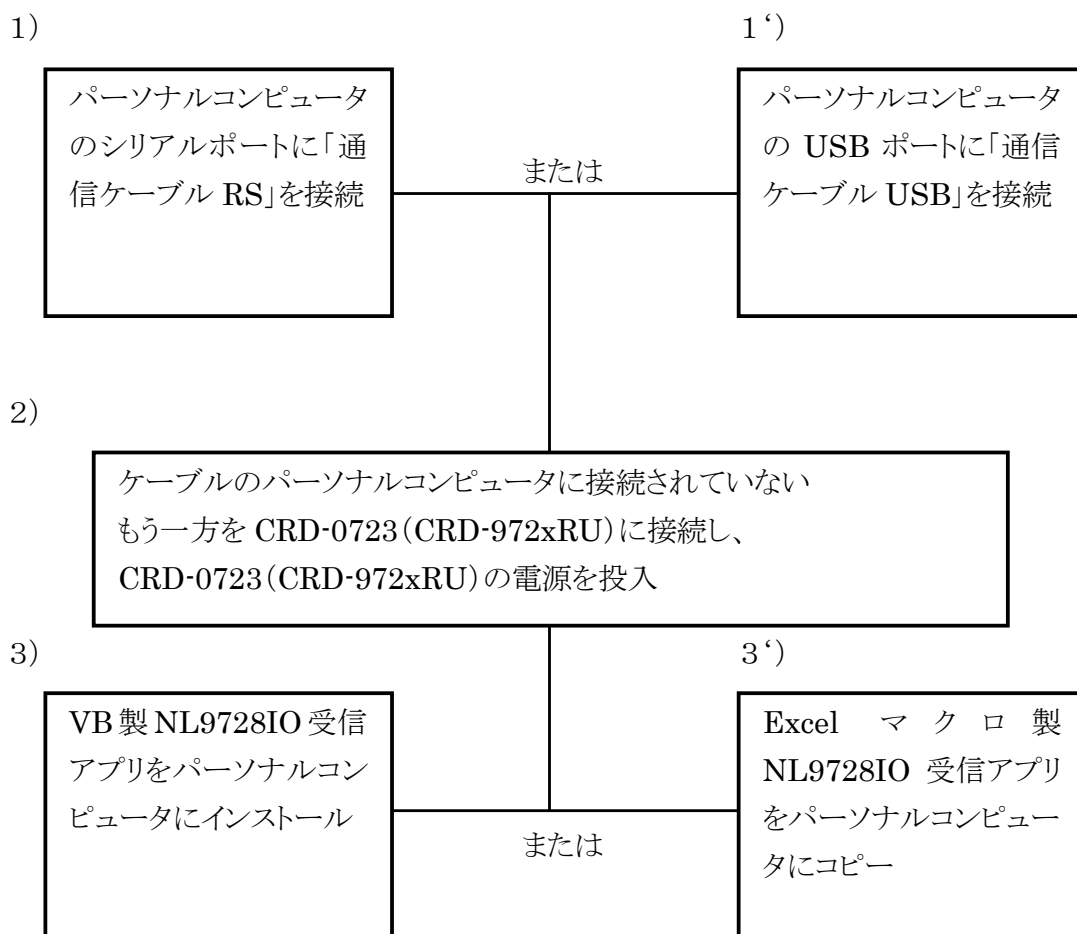 1)
1‘)
パーソナルコンピュータ
のシリアルポートに「通
信ケーブル RS」を接続
または
パーソナルコンピュータ
の USB ポートに「通信
ケーブル USB」を接続
2)
ケーブルのパーソナルコンピュータに接続されていない
もう一方を CRD-0723(CRD-972xRU)に接続し、
CRD-0723(CRD-972xRU)の電源を投入
3)
3‘)
VB 製 NL9728IO 受信
アプリをパーソナルコン
ピュータにインストール
または
Excel マクロ製
NL9728IO 受信アプリ
をパーソナルコンピュー
タにコピー